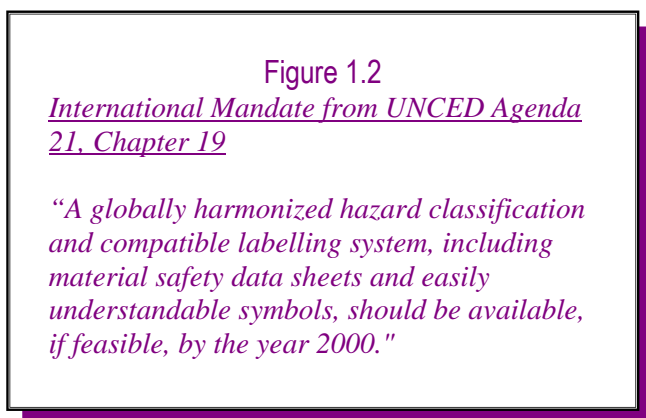 Figure 1.2
International Mandate from UNCED Agenda
21, Chapter 19
“A globally harmonized hazard classification
and compatible labelling system, including
material safety data sheets and easily
understandable symbols, should be available,
if feasible, by the year 2000."